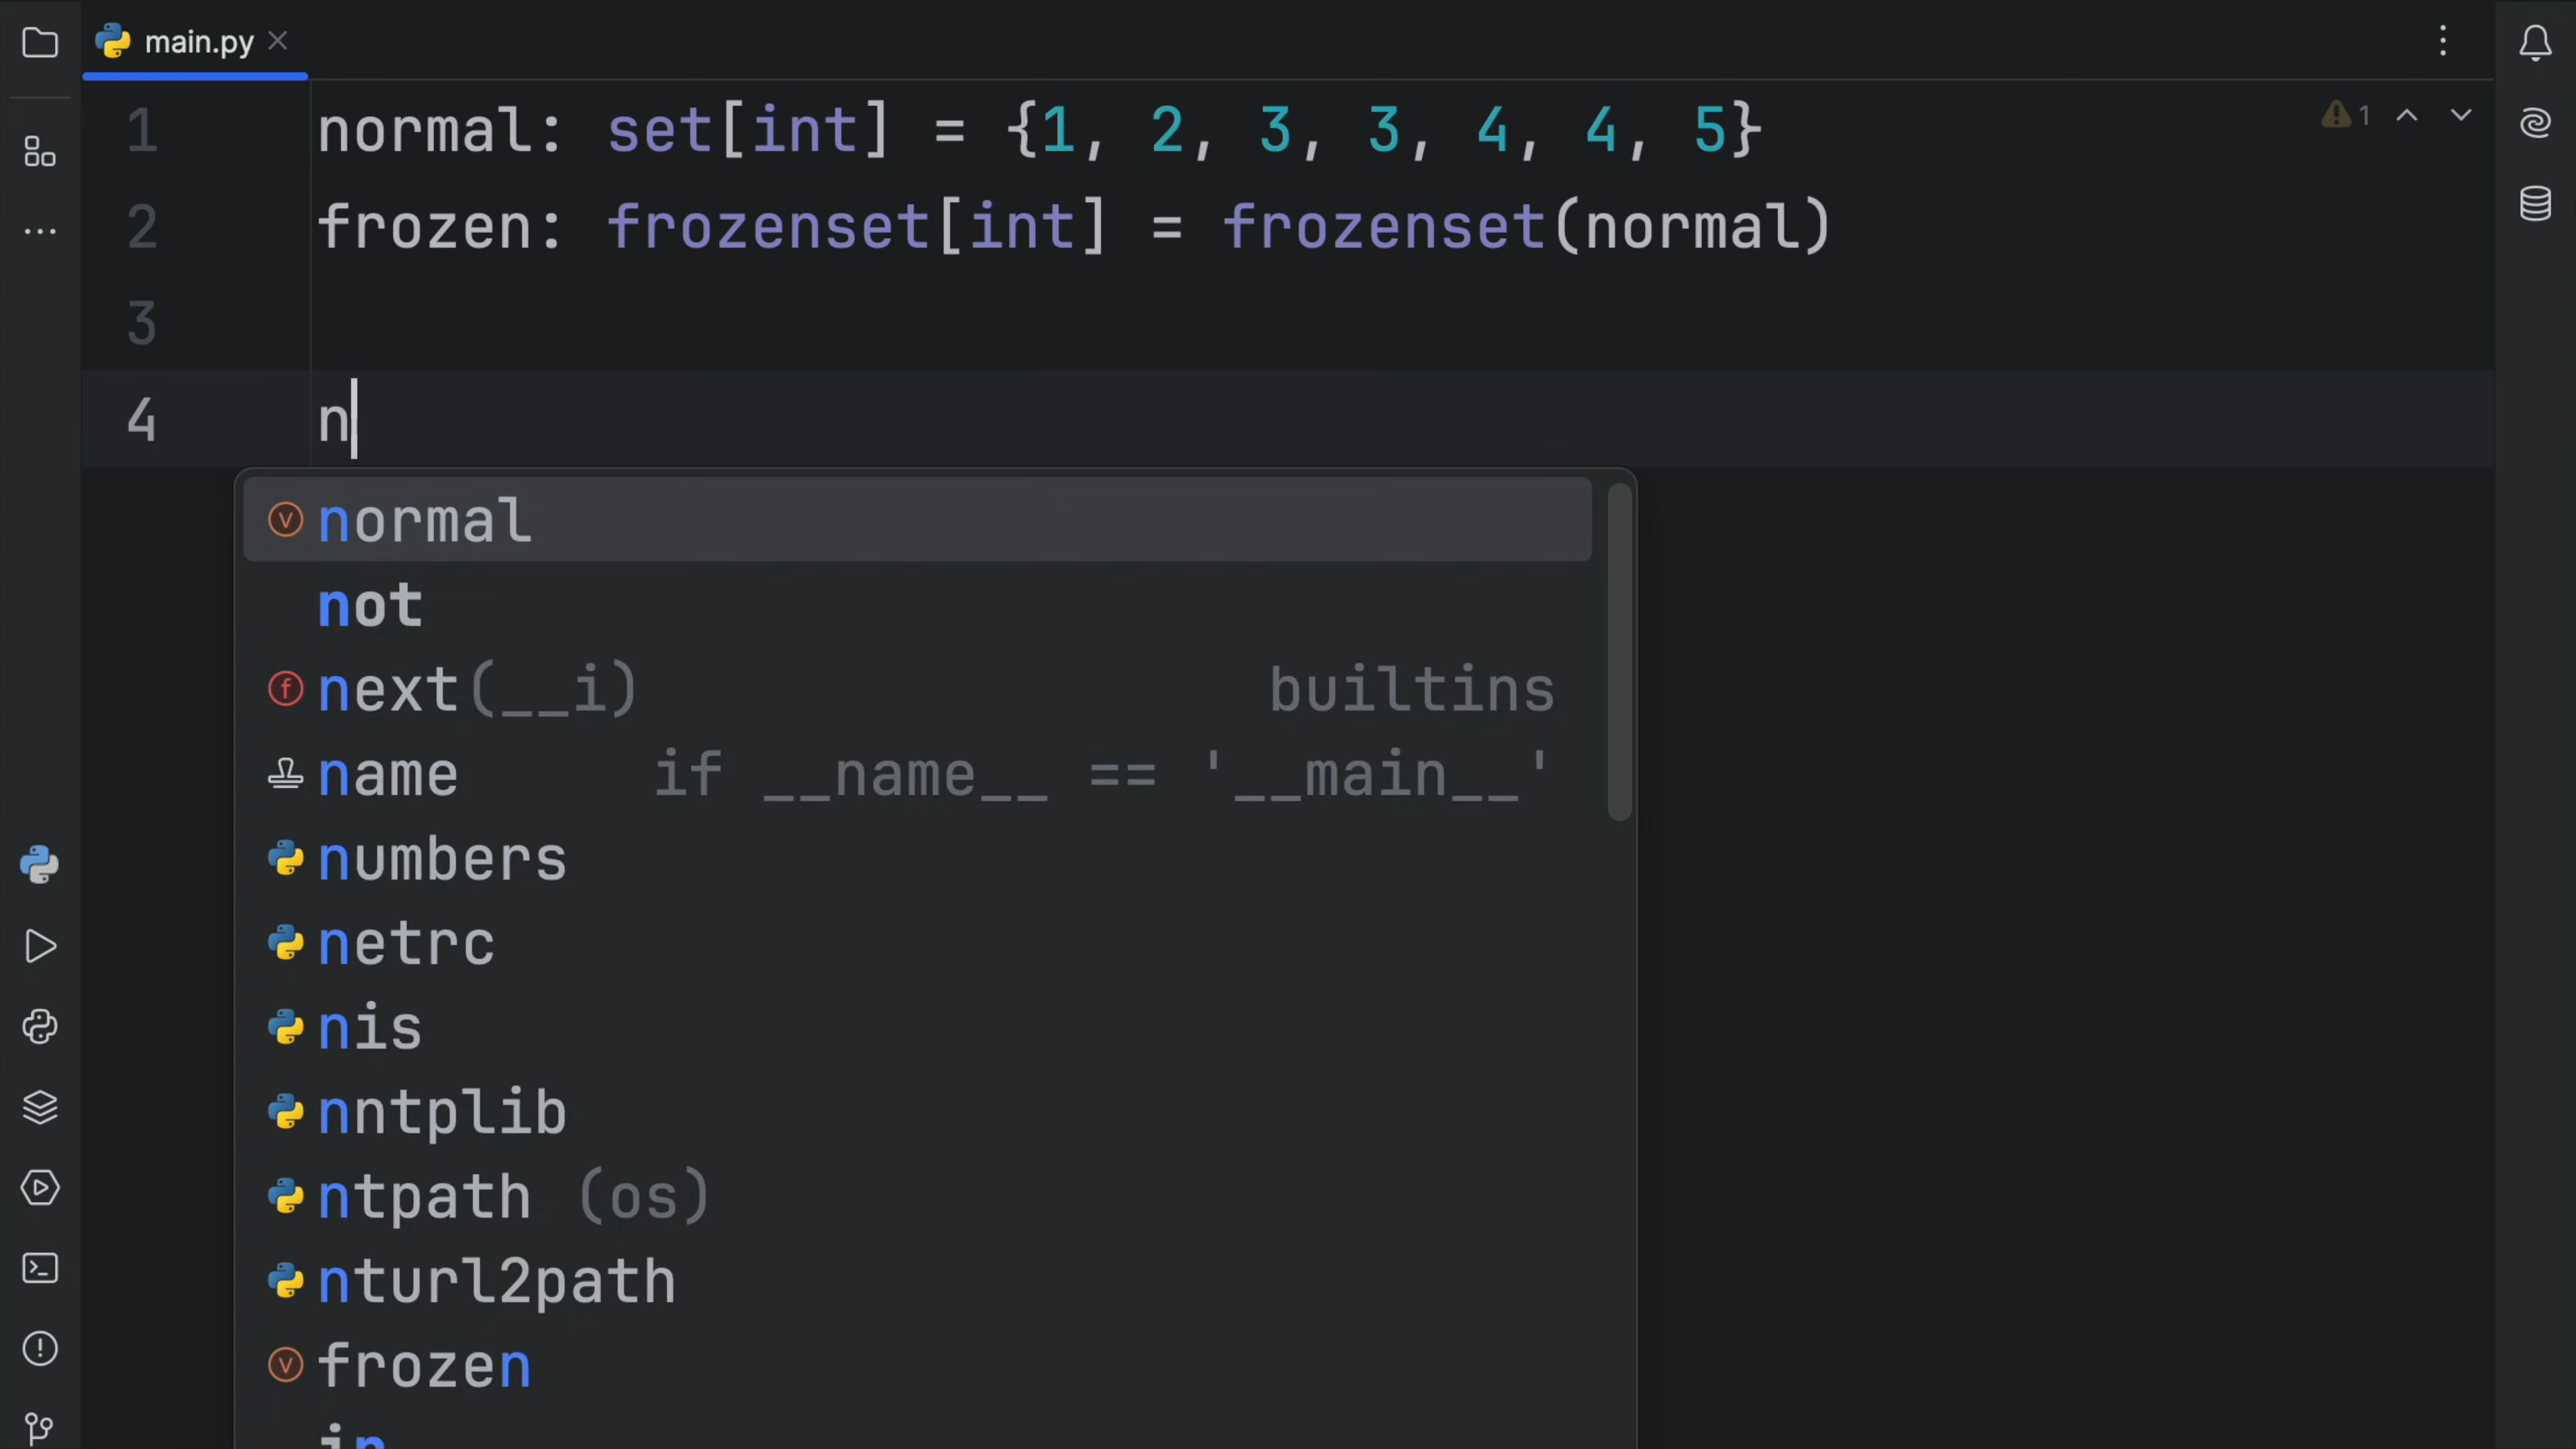 main.py
1 normal: set[int] = {1, 2, 3, 3, 4, 4, 5}
1
2 frozen: frozenset[int] = frozenset(normal)
3
4 n
normal
not
next(__i) builtins
name if __name__ == '__main__'
numbers
netrc
nis
nntplib
ntpath (os)
nturl2path
frozen
in